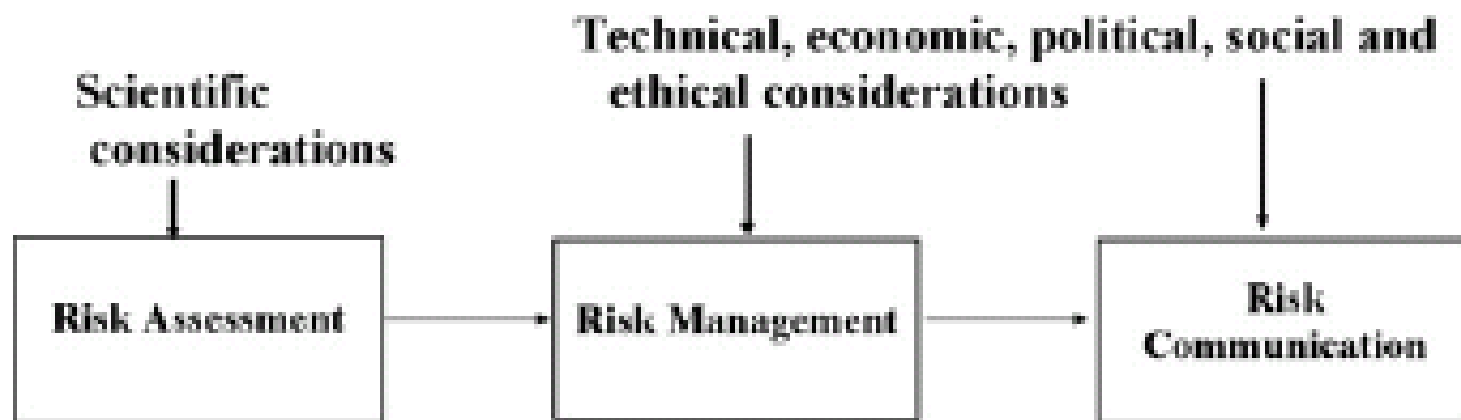 Technical, economic, political, social and
ethical considerations
Scientific
considerations
Risk Assessment
Risk Management
Risk
Communication